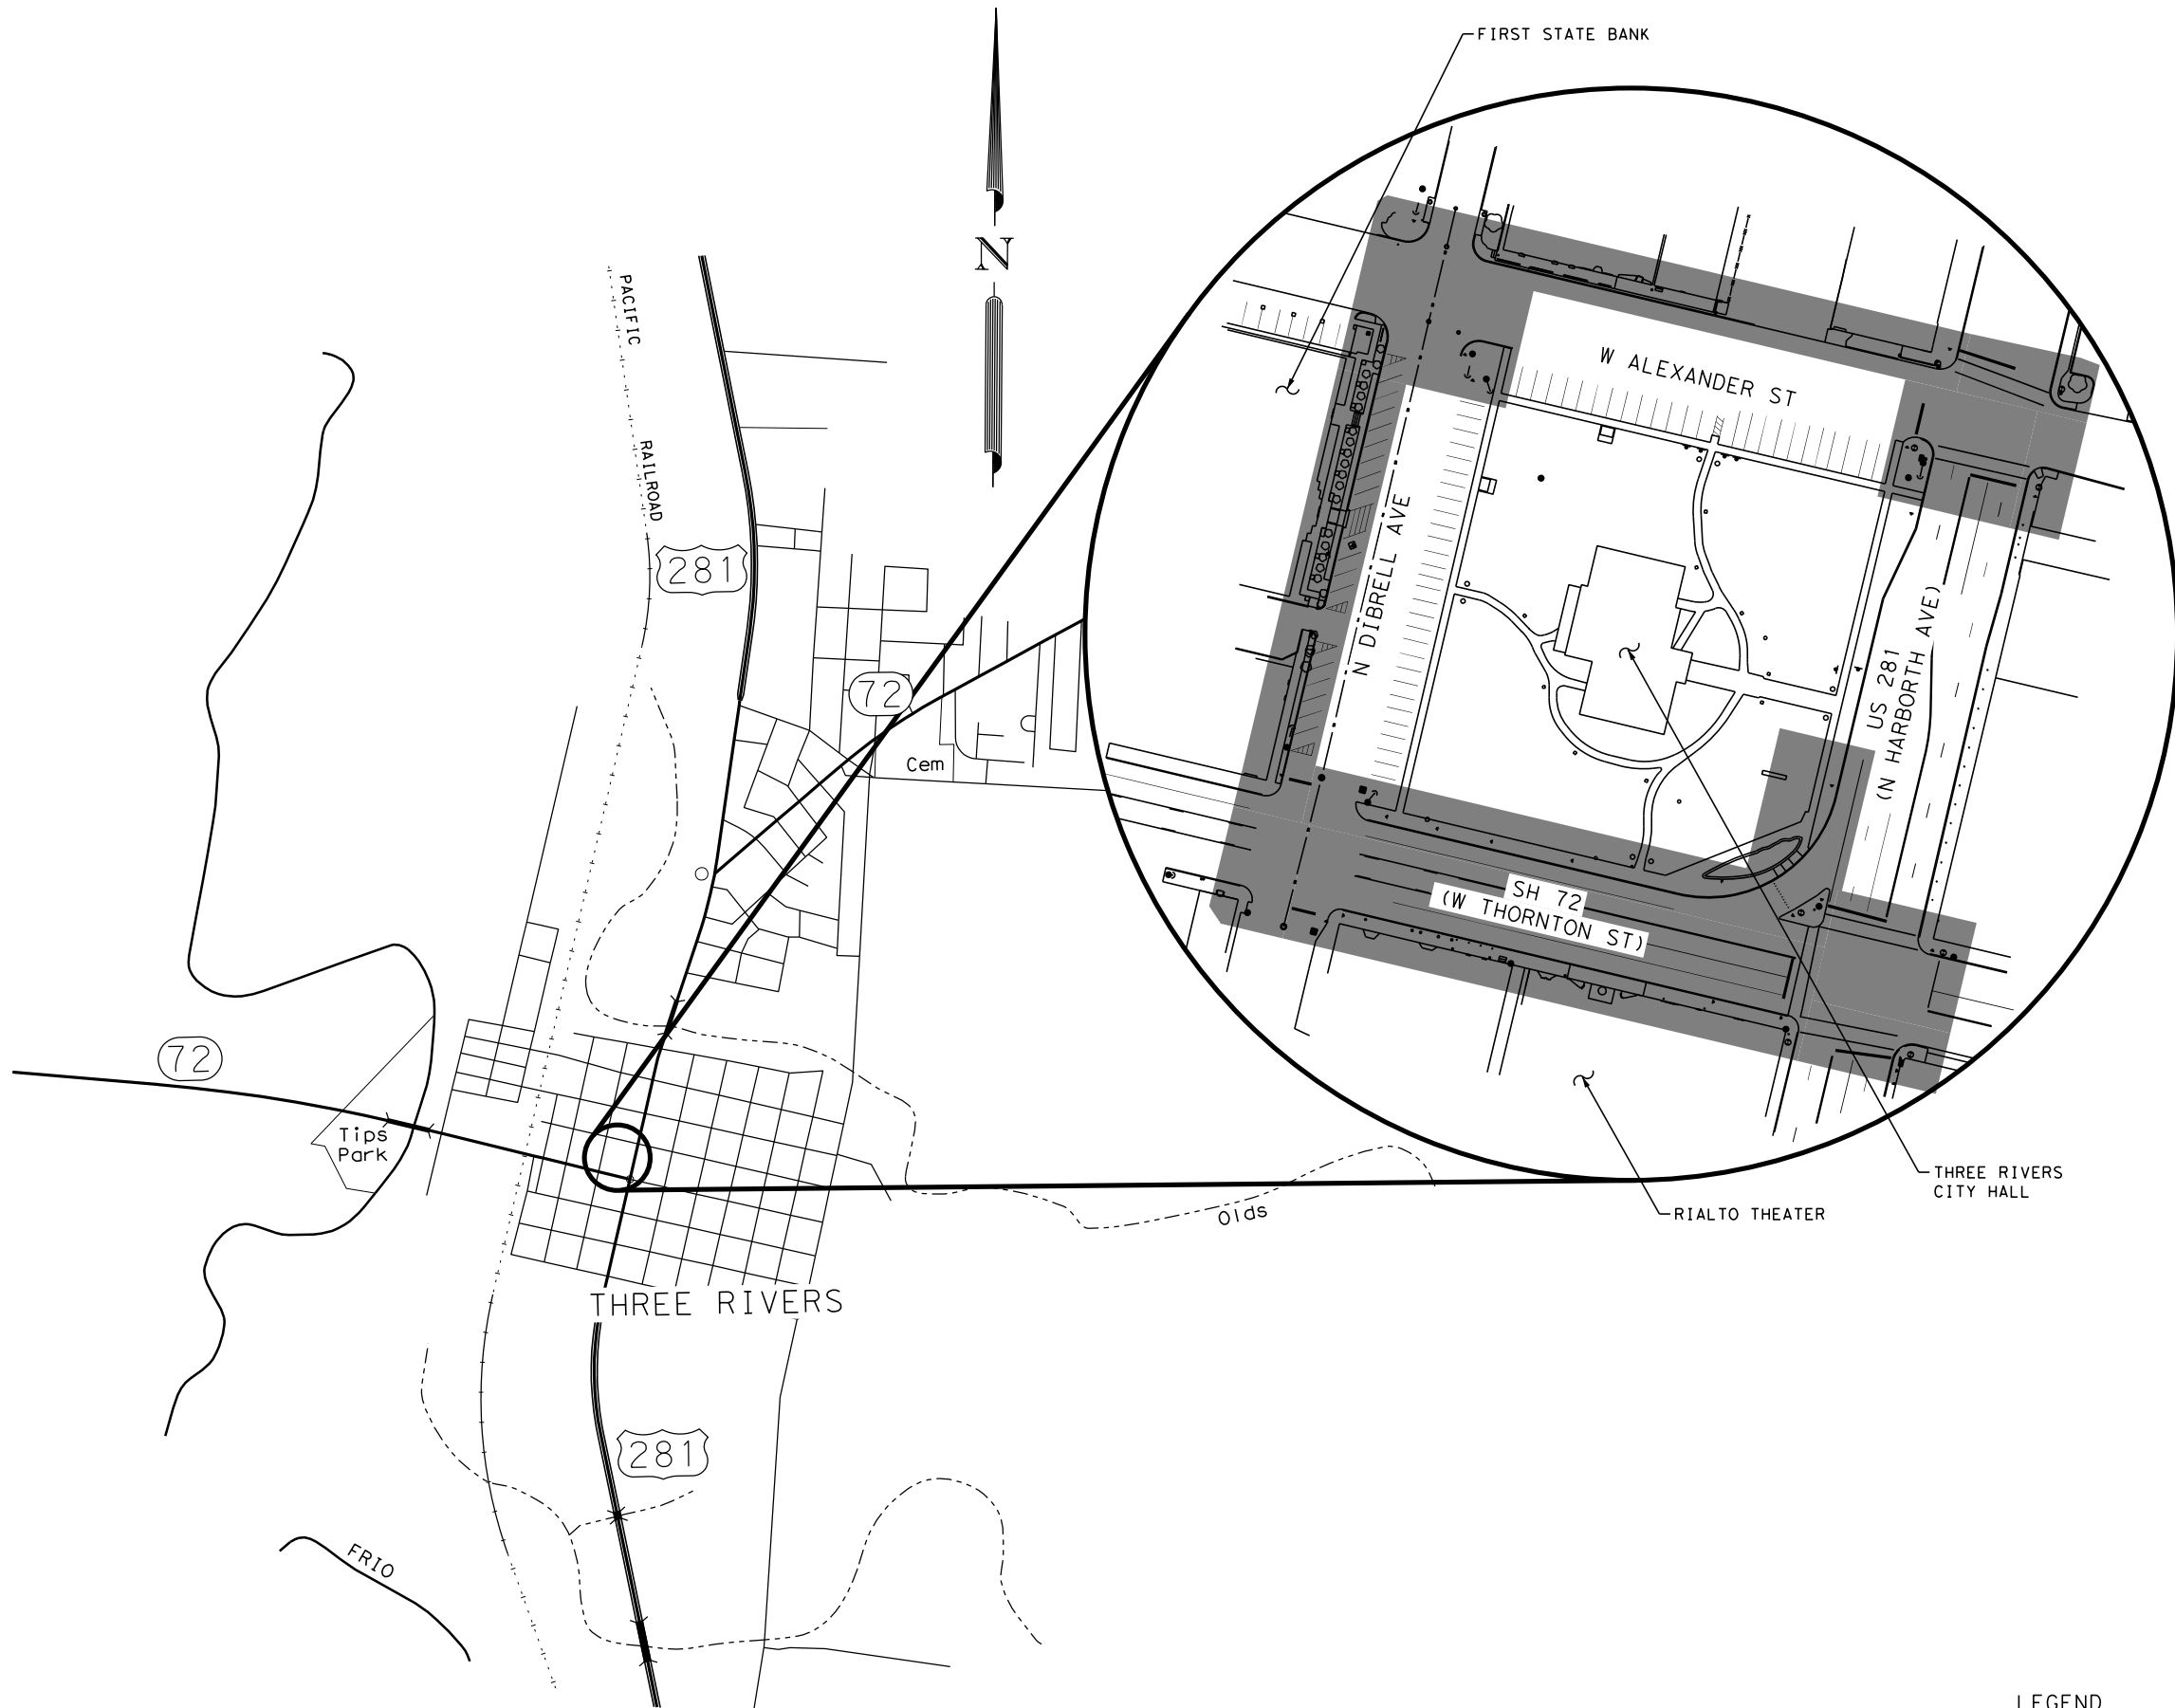 FIRST STATE BANK
N
PACIFIC
RAILROAD
281
W ALEXANDER ST
N DIBRELL AVE
US 281
(N HARBORTH AVE)
72
Cem
SH 72
(W THORNTON ST)
72
Tips
Park
THREE RIVERS
CITY HALL
RIALTO THEATER
Olds
THREE RIVERS
281
FRIO
LEGEND